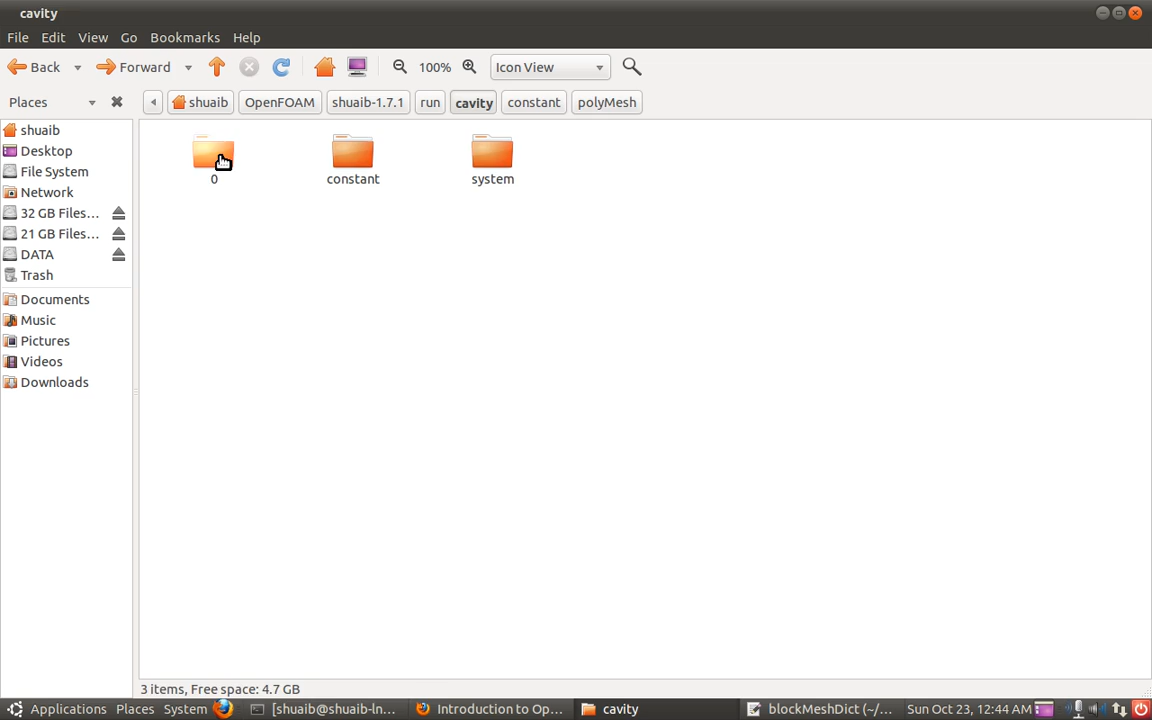 cavity
File Edit View Go Bookmarks Help
Back Forward 100% Icon View
Places shuaib OpenFOAM shuaib-1.7.1 run cavity constant polyMesh
shuaib
Desktop
File System
Network
32 GB Files...
21 GB Files...
DATA
Trash
Documents
Music
Pictures
Videos
Downloads
0 constant system
3 items, Free space: 4.7 GB
Applications Places System [shuaib@shuaib-ln... Introduction to Op... cavity blockMeshDict (~/... Sun Oct 23, 12:44 AM